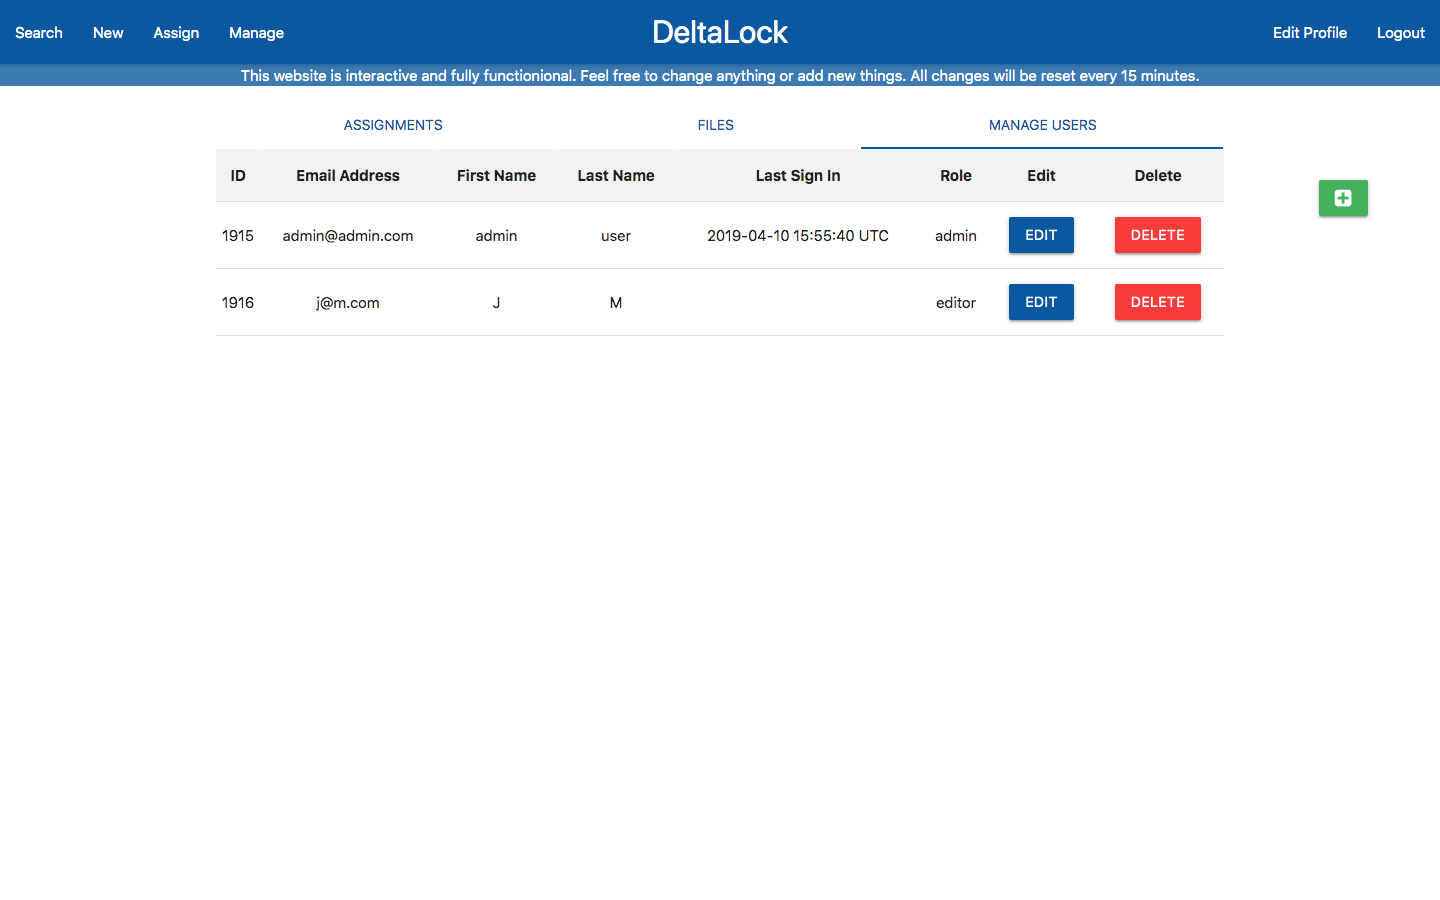 Search New Assign Manage DeltaLock Edit Profile Logout
This website is interactive and fully functionional. Feel free to change anything or add new things. All changes will be reset every 15 minutes.
ASSIGNMENTS FILES MANAGE USERS
ID Email Address First Name Last Name Last Sign In Role Edit Delete
1915 admin@admin.com admin user 2019-04-10 15:55:40 UTC admin EDIT DELETE
1916 j@m.com J M editor EDIT DELETE